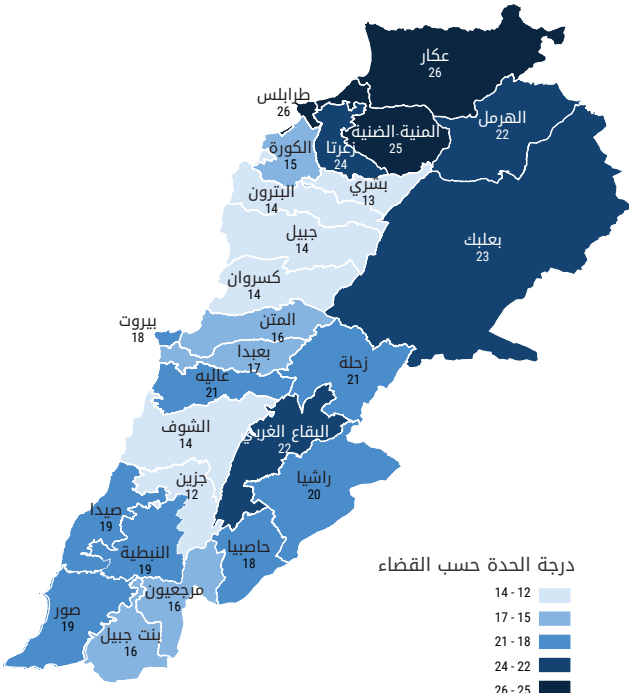 عكار
26
طرابلس
26
الهرمل
22
المنية-الضنية
25
زغرتا
24
الكورة
15
بشري
13
البترون
14
جبيل
14
بعلبك
23
كسروان
14
المتن
16
بيروت
18
بعبدا
17
زحلة
21
عاليه
21
الشوف
14
البقاع الغربي
22
راشيا
20
جزين
12
صيدا
19
النبطية
19
حاصبيا
18
مرجعيون
16
صور
19
بنت جبيل
16
درجة الحدة حسب القضاء
14 - 12
17 - 15
21 - 18
24 - 22
26 - 25